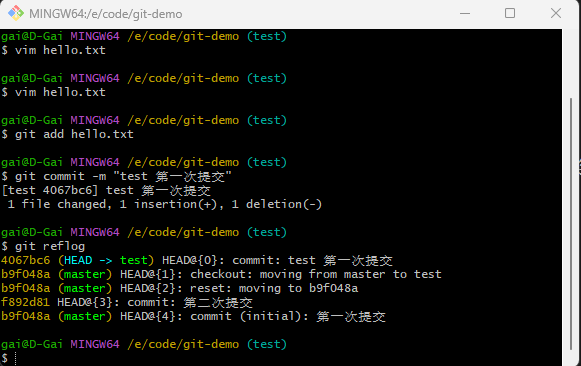 MINGW64:/e/code/git-demo
gai@D-Gai MINGW64 /e/code/git-demo (test)
$ vim hello.txt
gai@D-Gai MINGW64 /e/code/git-demo (test)
$ vim hello.txt
gai@D-Gai MINGW64 /e/code/git-demo (test)
$ git add hello.txt
gai@D-Gai MINGW64 /e/code/git-demo (test)
$ git commit -m "test 第一次提交"
[test 4067bc6] test 第一次提交
 1 file changed, 1 insertion(+), 1 deletion(-)
gai@D-Gai MINGW64 /e/code/git-demo (test)
$ git reflog
4067bc6 (HEAD -> test) HEAD@{0}: commit: test 第一次提交
b9f048a (master) HEAD@{1}: checkout: moving from master to test
b9f048a (master) HEAD@{2}: reset: moving to b9f048a
f892d81 HEAD@{3}: commit: 第二次提交
b9f048a (master) HEAD@{4}: commit (initial): 第一次提交
gai@D-Gai MINGW64 /e/code/git-demo (test)
$